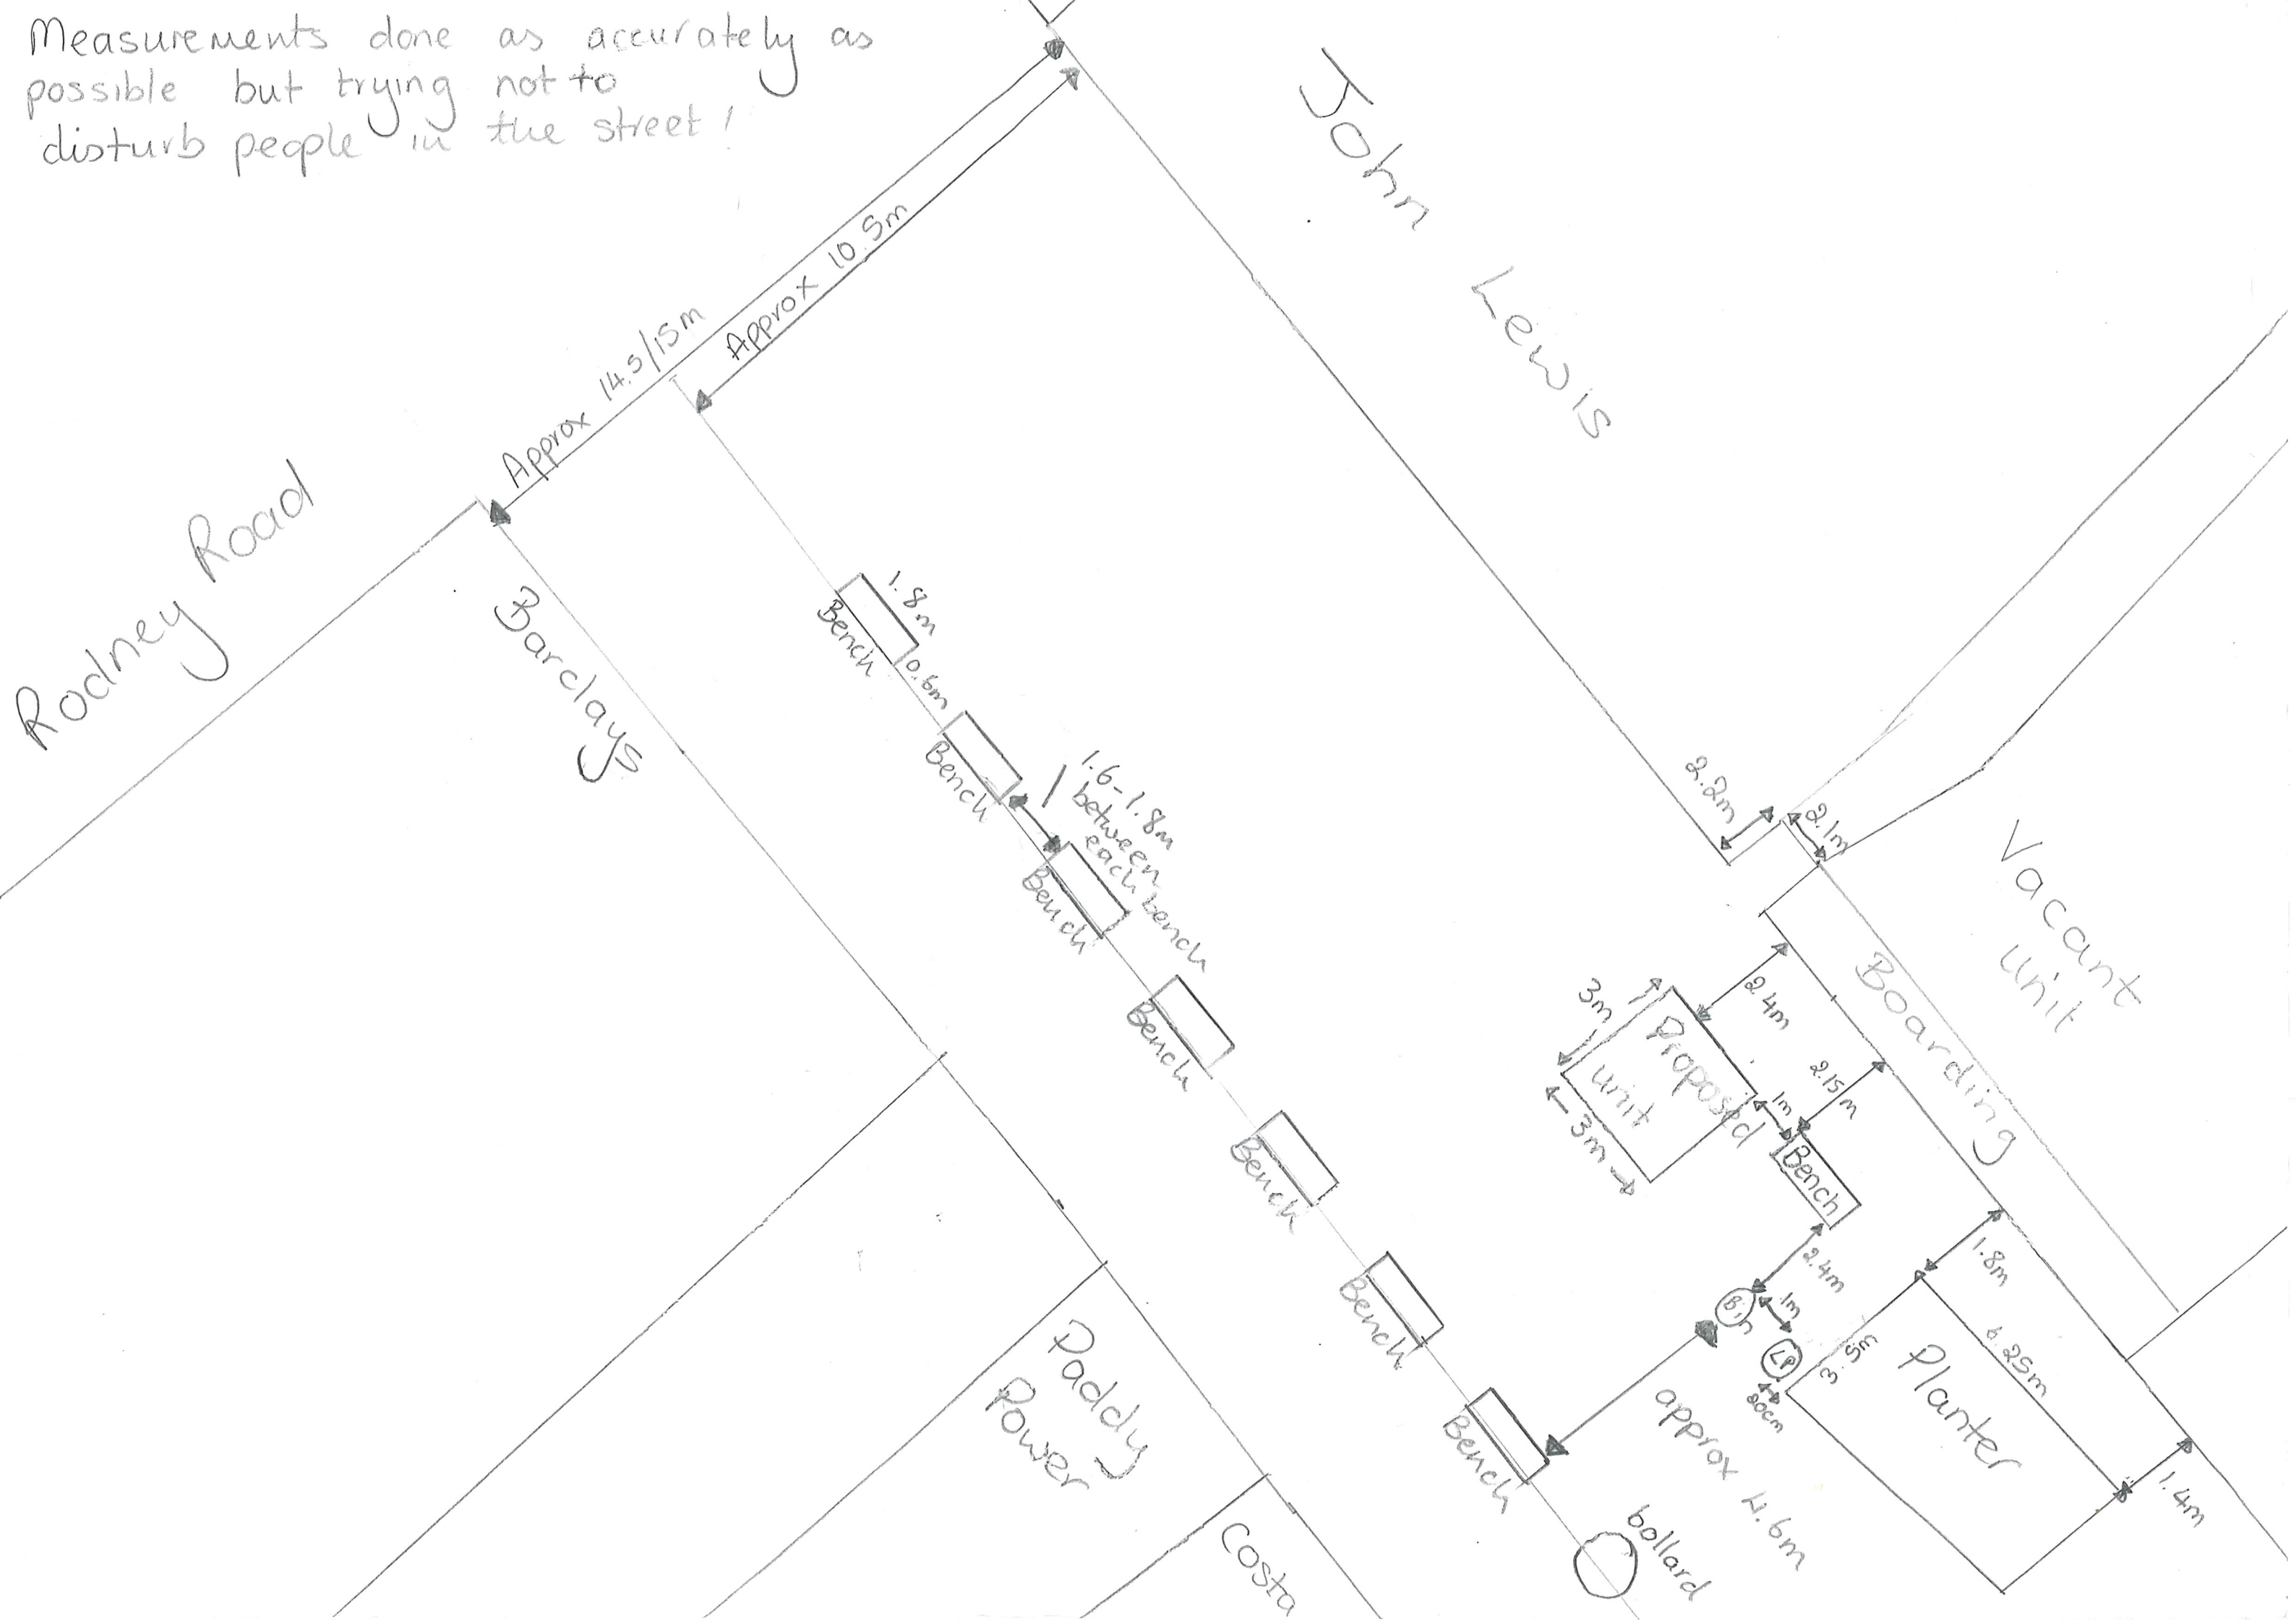 Measurements done as accurately as
possible but trying not to
disturb people in the street!
John Lewis
Approx 14.5/15m
Approx 10.5m
Rodney Road
Barclays
1.8m
Bench
0.6m
Bench
1.6-1.8m
between
each bench
Bench
Bench
Bench
Bench
Bench
bollard
2.2m
2.1m
Vacant
unit
Boarding
2.4m
3m
Proposed
unit
3m
1m
2.15m
Bench
2.4m
1.8m
Bin
1m
LP
80cm
3.5m
6.25m
Planter
1.4m
approx 4.6m
Paddy
Power
Costa